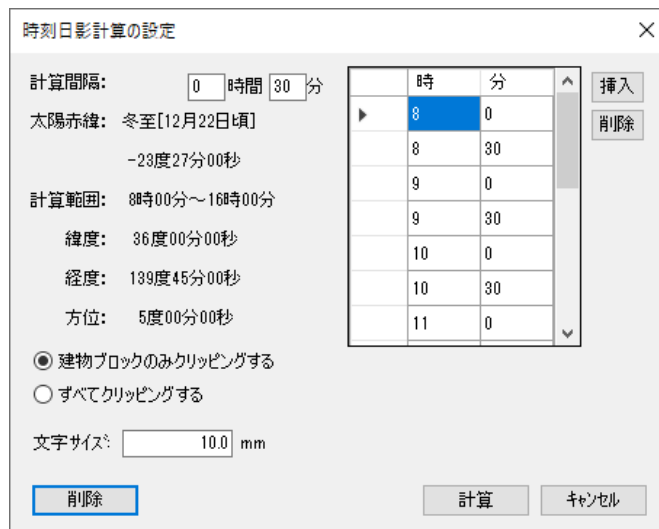 時刻日影計算の設定
計算間隔: 0 時間 30 分
太陽赤緯: 冬至[12月22日頃]
-23度27分00秒
計算範囲: 8時00分～16時00分
緯度: 36度00分00秒
経度: 139度45分00秒
方位: 5度00分00秒
建物ブロックのみクリッピングする
すべてクリッピングする
文字サイズ: 10.0 mm
時 分
8 0
8 30
9 0
9 30
10 0
10 30
11 0
挿入
削除
削除
計算
キャンセル